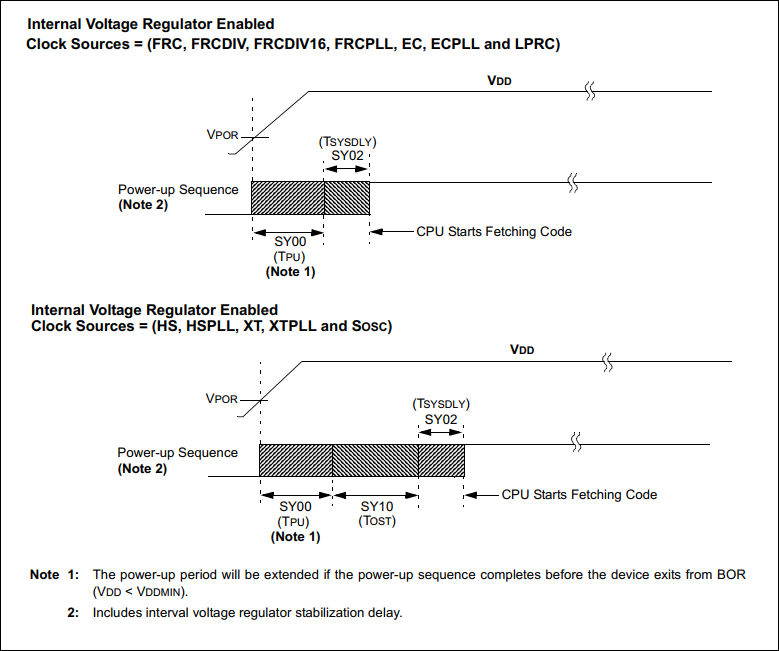 Internal Voltage Regulator Enabled
Clock Sources = (FRC, FRCDIV, FRCDIV16, FRCPLL, EC, ECPLL and LPRC)
VDD
VPOR
(TSYSDLY)
SY02
Power-up Sequence
(Note 2)
CPU Starts Fetching Code
SY00
(TPU)
(Note 1)
Internal Voltage Regulator Enabled
Clock Sources = (HS, HSPLL, XT, XTPLL and SOSC)
VDD
VPOR
(TSYSDLY)
SY02
Power-up Sequence
(Note 2)
CPU Starts Fetching Code
SY00
SY10
(TPU)
(TOST)
(Note 1)
Note 1: The power-up period will be extended if the power-up sequence completes before the device exits from BOR
(VDD < VDDMIN).
2: Includes interval voltage regulator stabilization delay.